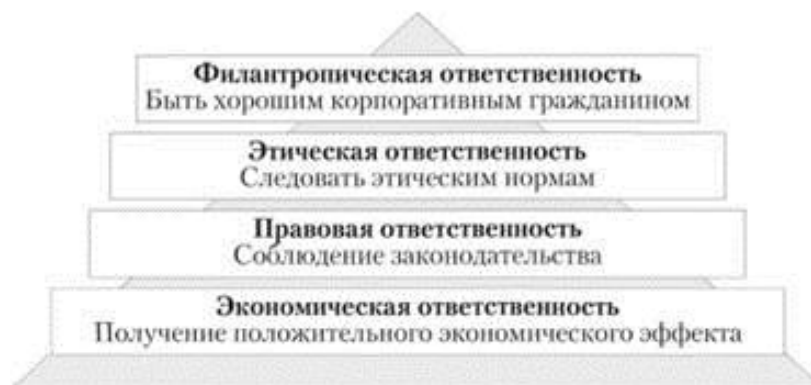 Филантропическая ответственность
Быть хорошим корпоративным гражданином
Этическая ответственность
Следовать этическим нормам
Правовая ответственность
Соблюдение законодательства
Экономическая ответственность
Получение положительного экономического эффекта